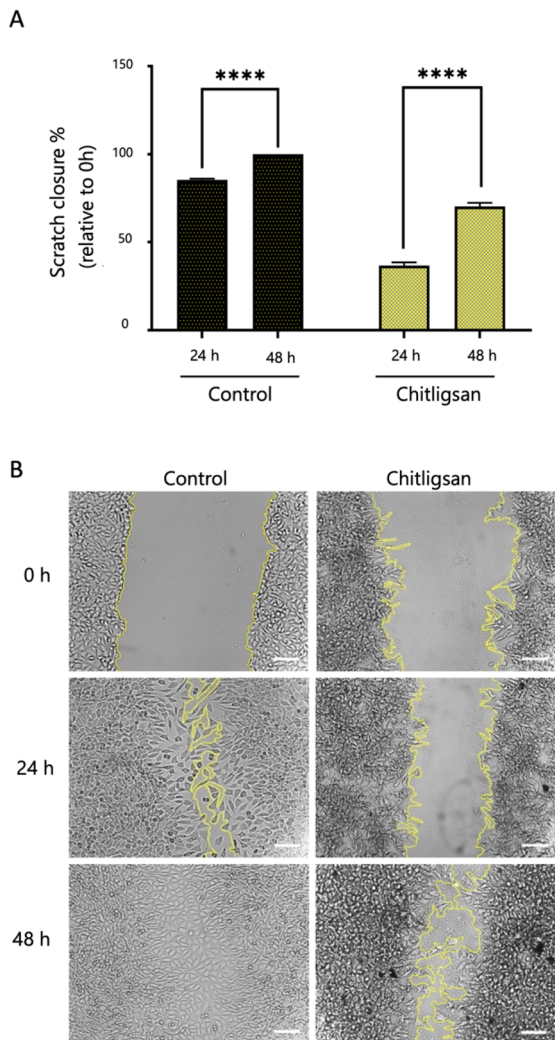 A
Scratch closure %
(relative to 0h)
150
100
50
0
****
****
24 h
48 h
24 h
48 h
Control
Chitligsan
B
Control
Chitligsan
0 h
24 h
48 h